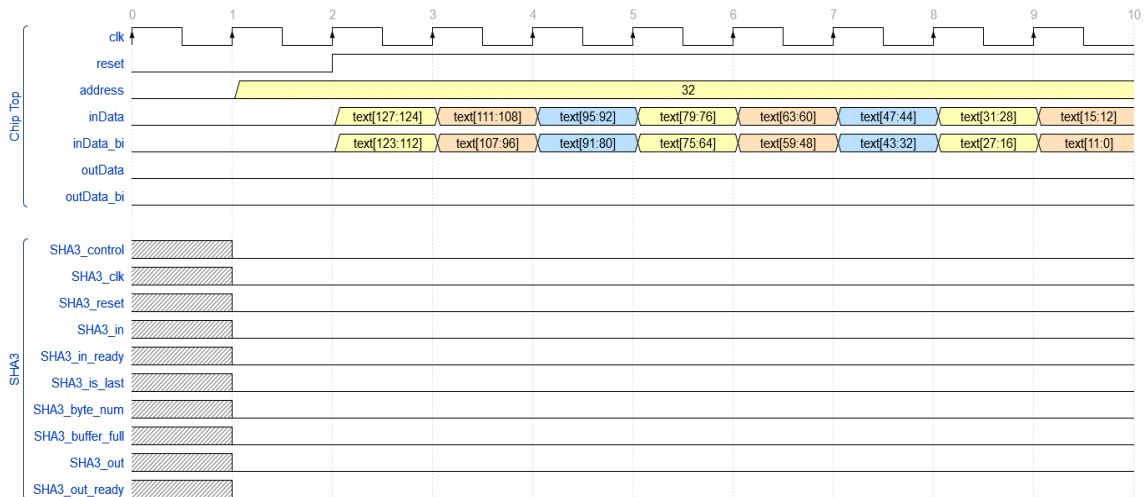 0 1 2 3 4 5 6 7 8 9 10
Chip Top
clk
reset
address 32
inData text[127:124] text[111:108] text[95:92] text[79:76] text[63:60] text[47:44] text[31:28] text[15:12]
inData_bi text[123:112] text[107:96] text[91:80] text[75:64] text[59:48] text[43:32] text[27:16] text[11:0]
outData
outData_bi
SHA3
SHA3_control
SHA3_clk
SHA3_reset
SHA3_in
SHA3_in_ready
SHA3_is_last
SHA3_byte_num
SHA3_buffer_full
SHA3_out
SHA3_out_ready